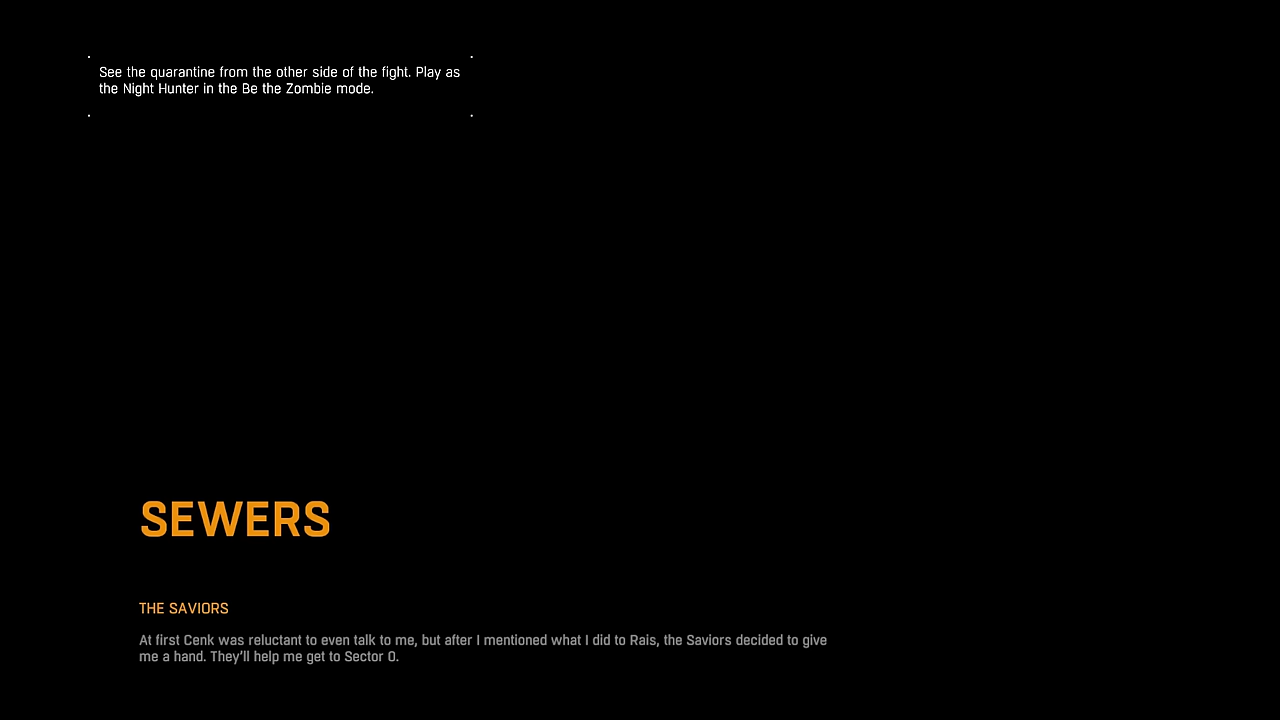 See the quarantine from the other side of the fight. Play as
the Night Hunter in the Be the Zombie mode.
SEWERS
THE SAVIORS
At first Cenk was reluctant to even talk to me, but after I mentioned what I did to Rais, the Saviors decided to give
me a hand. They'll help me get to Sector 0.